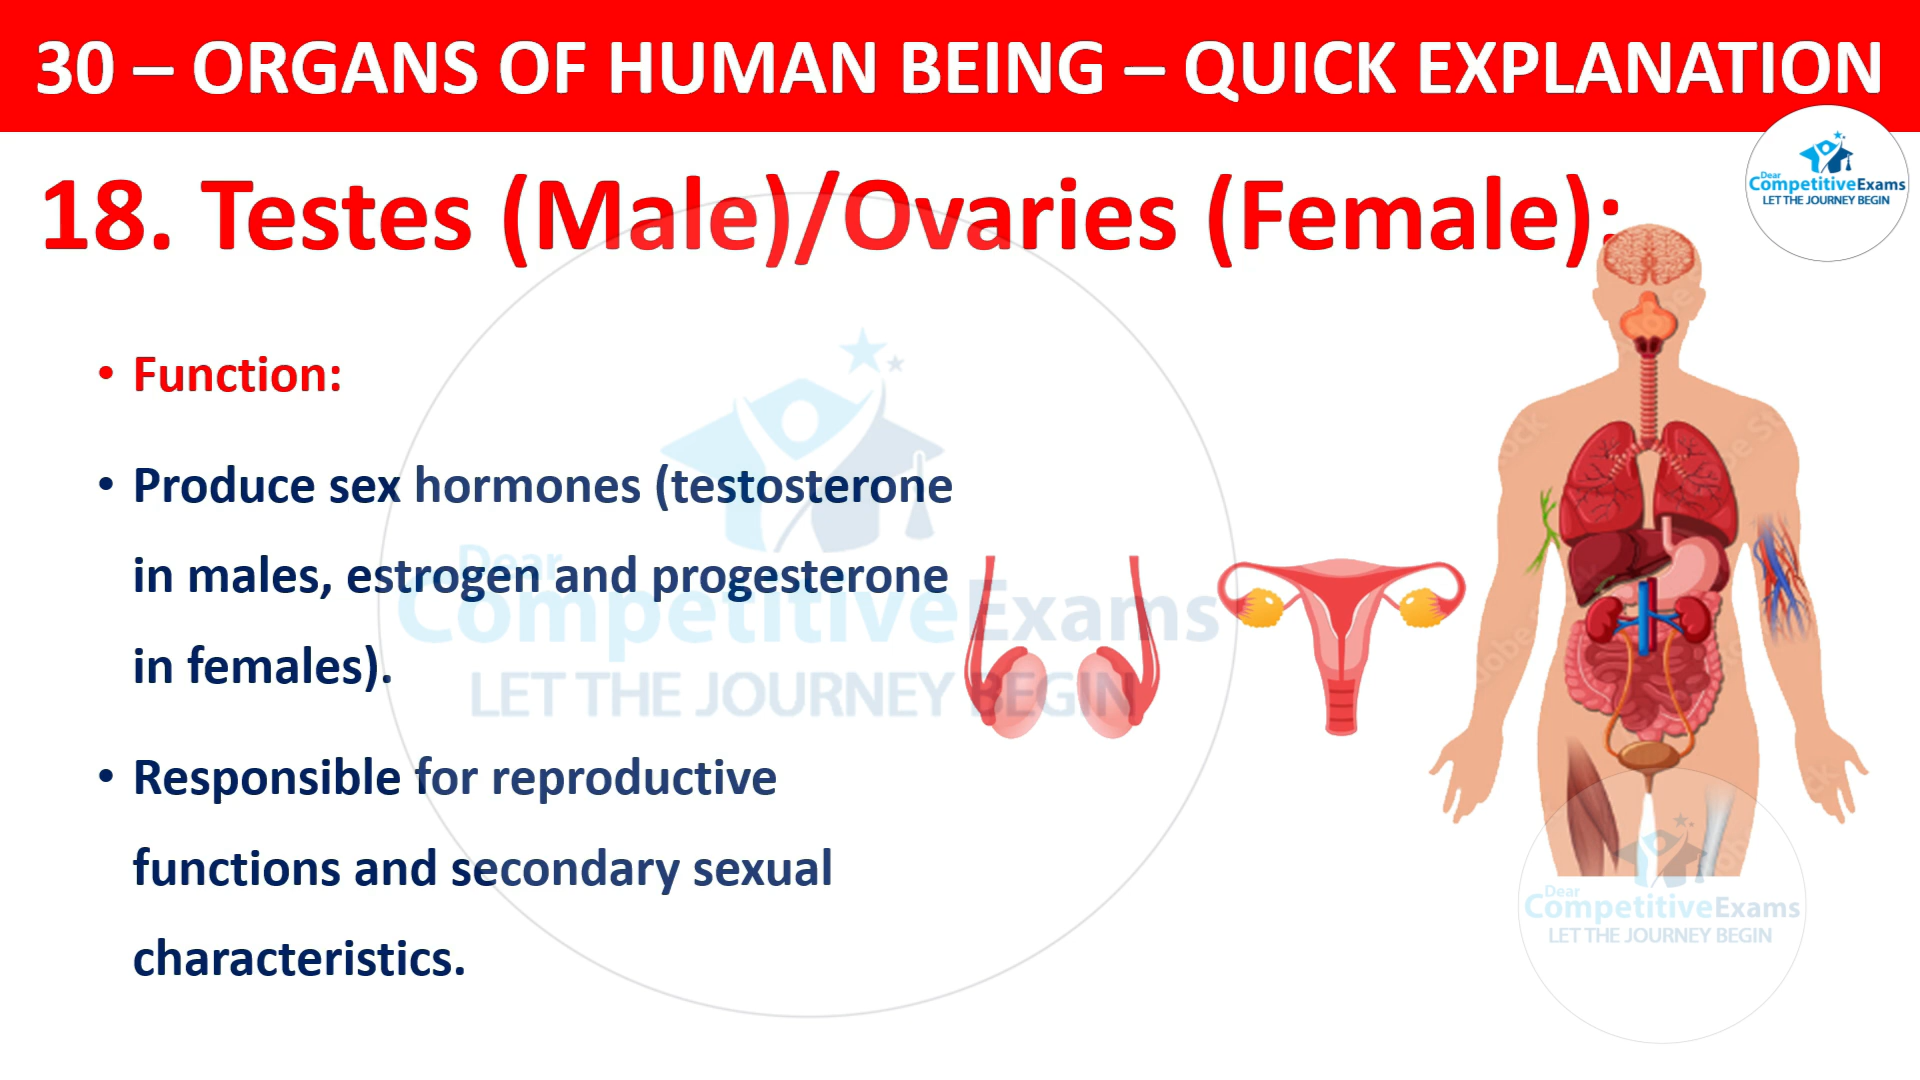 30 – ORGANS OF HUMAN BEING – QUICK EXPLANATION
Dear
CompetitiveExams
LET THE JOURNEY BEGIN
18. Testes (Male)/Ovaries (Female):
• Function:
• Produce sex hormones (testosterone
in males, estrogen and progesterone
in females).
• Responsible for reproductive
functions and secondary sexual
characteristics.
Dear
CompetitiveExams
LET THE JOURNEY BEGIN
Dear
CompetitiveExams
LET THE JOURNEY BEGIN